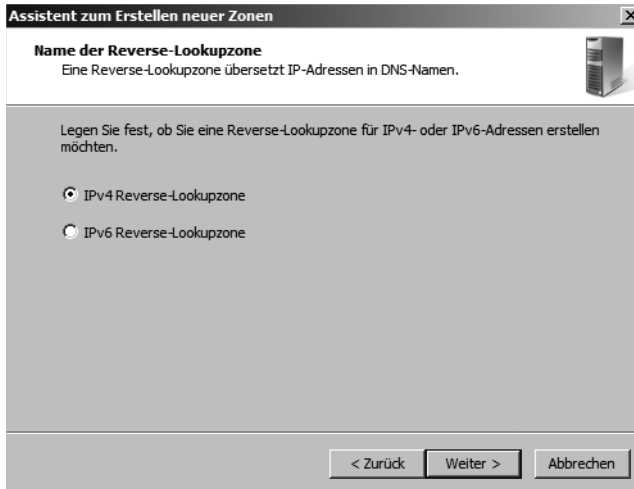 Assistent zum Erstellen neuer Zonen
Name der Reverse-Lookupzone
Eine Reverse-Lookupzone übersetzt IP-Adressen in DNS-Namen.
Legen Sie fest, ob Sie eine Reverse-Lookupzone für IPv4- oder IPv6-Adressen erstellen
möchten.
IPv4 Reverse-Lookupzone
IPv6 Reverse-Lookupzone
< Zurück Weiter > Abbrechen